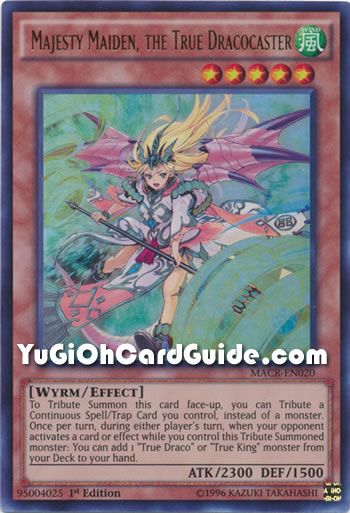 MAJESTY MAIDEN, THE TRUE DRACOCASTER
WIND
風
YuGiOhCardGuide.com
MACR-EN020
[WYRM/EFFECT]
To Tribute Summon this card face-up, you can Tribute a
Continuous Spell/Trap Card you control, instead of a monster.
Once per turn, during either player's turn, when your opponent
activates a card or effect while you control this Tribute Summoned
monster: You can add 1 "True Draco" or "True King" monster from
your Deck to your hand.
ATK/2300 DEF/1500
95004025 1st Edition ©1996 KAZUKI TAKAHASHI